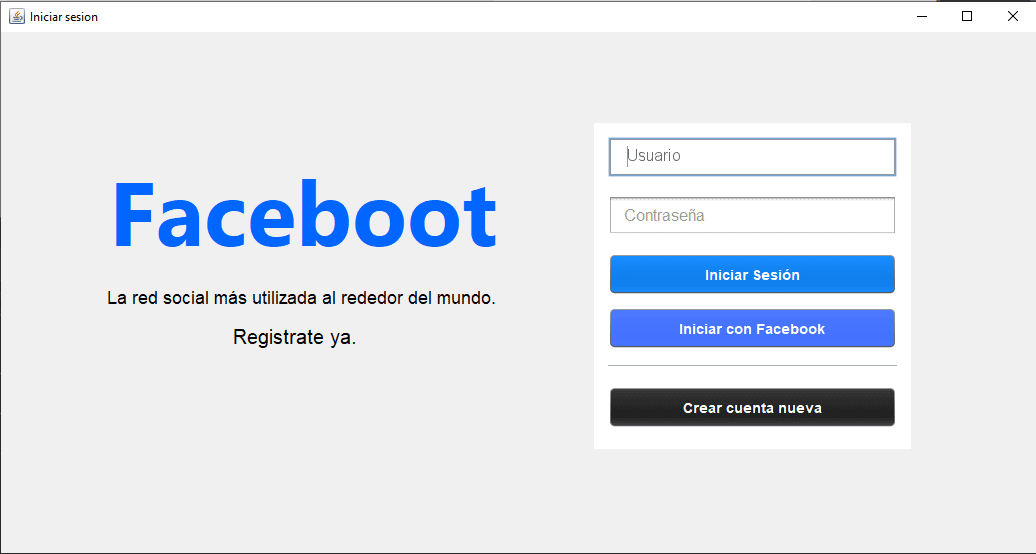 Iniciar sesion
Faceboot
La red social más utilizada al rededor del mundo.
Registrate ya.
Usuario
Contraseña
Iniciar Sesión
Iniciar con Facebook
Crear cuenta nueva